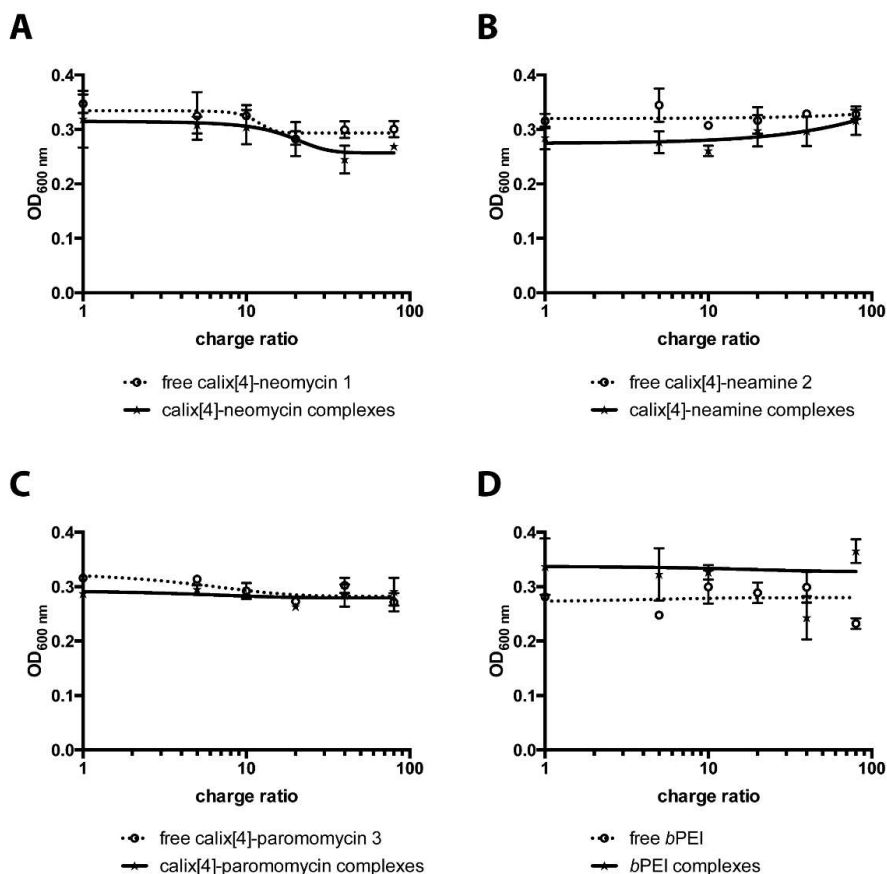 A
0.4
0.3
0.2
0.1
0.0
OD600 nm
1
10
100
charge ratio
free calix[4]-neomycin 1
calix[4]-neomycin complexes
B
0.4
0.3
0.2
0.1
0.0
OD600 nm
1
10
100
charge ratio
free calix[4]-neamine 2
calix[4]-neamine complexes
C
0.4
0.3
0.2
0.1
0.0
OD600 nm
1
10
100
charge ratio
free calix[4]-paromomycin 3
calix[4]-paromomycin complexes
D
0.4
0.3
0.2
0.1
0.0
OD600 nm
1
10
100
charge ratio
free bPEI
bPEI complexes